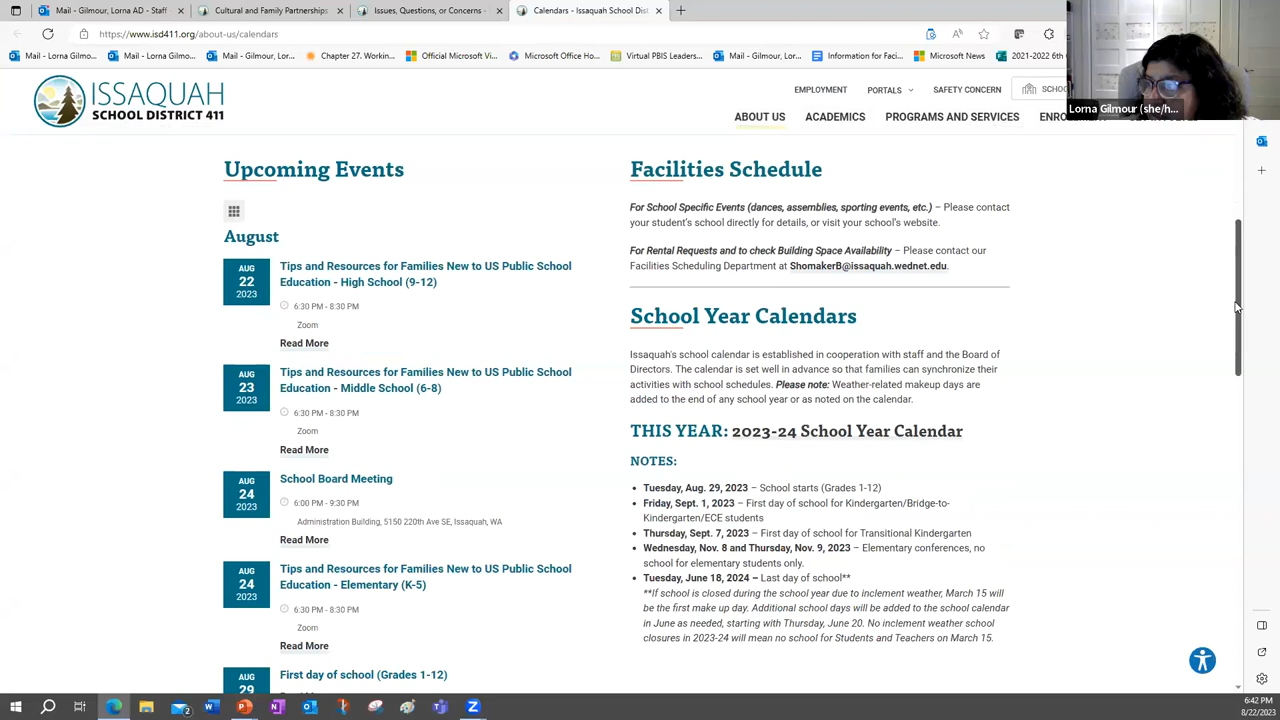 Mail - Gilmour, Lorna AD - Staff
Cultural and Family Partnerships
Issues, Questions, or Concerns -
Calendars - Issaquah School Dist
https://www.isd411.org/about-us/calendars
Mail - Lorna Gilmo...
Mail - Lorna Gilmo...
Mail - Gilmour, Lor...
Chapter 27. Workin...
Official Microsoft V...
Microsoft Office Ho...
Virtual PBIS Leaders...
Mail - Gilmour, Lor...
Information for Faci...
Microsoft News
2021-2022 6th
Lorna Gilmour (she/h...
ISSAQUAH
SCHOOL DISTRICT 411
EMPLOYMENT
PORTALS
SAFETY CONCERN
SCHOO
ABOUT US
ACADEMICS
PROGRAMS AND SERVICES
Upcoming Events
August
AUG
22
2023
Tips and Resources for Families New to US Public School
Education - High School (9-12)
6:30 PM - 8:30 PM
Zoom
Read More
AUG
23
2023
Tips and Resources for Families New to US Public School
Education - Middle School (6-8)
6:30 PM - 8:30 PM
Zoom
Read More
AUG
24
2023
School Board Meeting
6:00 PM - 9:30 PM
Administration Building, 5150 220th Ave SE, Issaquah, WA
Read More
AUG
24
2023
Tips and Resources for Families New to US Public School
Education - Elementary (K-5)
6:30 PM - 8:30 PM
Zoom
Read More
AUG
29
First day of school (Grades 1-12)
Facilities Schedule
For School Specific Events (dances, assemblies, sporting events, etc.) – Please contact
your student's school directly for details, or visit your school's website.
For Rental Requests and to check Building Space Availability – Please contact our
Facilities Scheduling Department at ShomakerB@issaquah.wednet.edu.
School Year Calendars
Issaquah's school calendar is established in cooperation with staff and the Board of
Directors. The calendar is set well in advance so that families can synchronize their
activities with school schedules. Please note: Weather-related makeup days are
added to the end of any school year or as noted on the calendar.
THIS YEAR: 2023-24 School Year Calendar
NOTES:
Tuesday, Aug. 29, 2023 – School starts (Grades 1-12)
Friday, Sept. 1, 2023 – First day of school for Kindergarten/Bridge-to-
Kindergarten/ECE students
Thursday, Sept. 7, 2023 – First day of school for Transitional Kindergarten
Wednesday, Nov. 8 and Thursday, Nov. 9, 2023 – Elementary conferences, no
school for elementary students only.
Tuesday, June 18, 2024 – Last day of school**
**If school is closed during the school year due to inclement weather, March 15 will
be the first make up day. Additional school days will be added to the school calendar
in June as needed, starting with Thursday, June 20. No inclement weather school
closures in 2023-24 will mean no school for Students and Teachers on March 15.
6:42 PM
8/22/2023